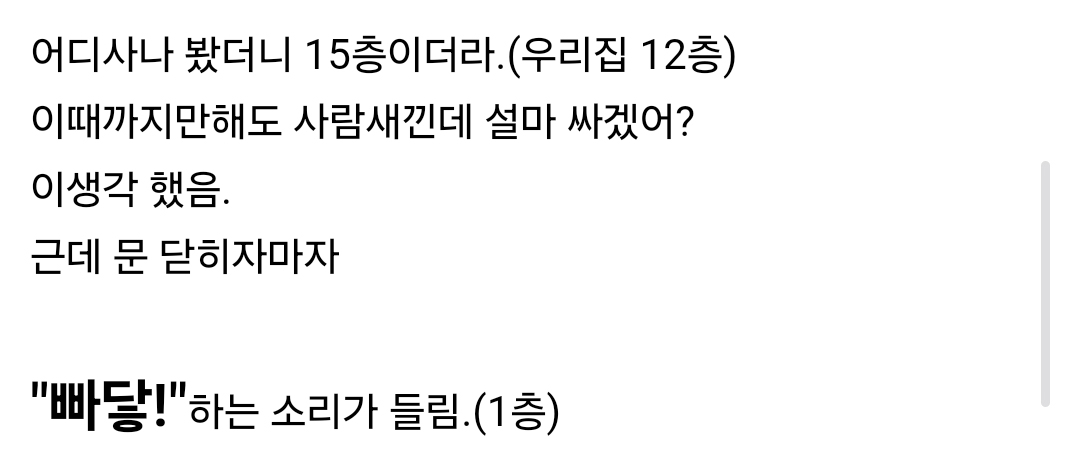 어디사나 봤더니 15층이더라.(우리집 12층)
이때까지만해도 사람새낀데 설마 싸겠어?
이생각 했음.
근데 문 닫히자마자
"빠닿!"하는 소리가 들림.(1층)